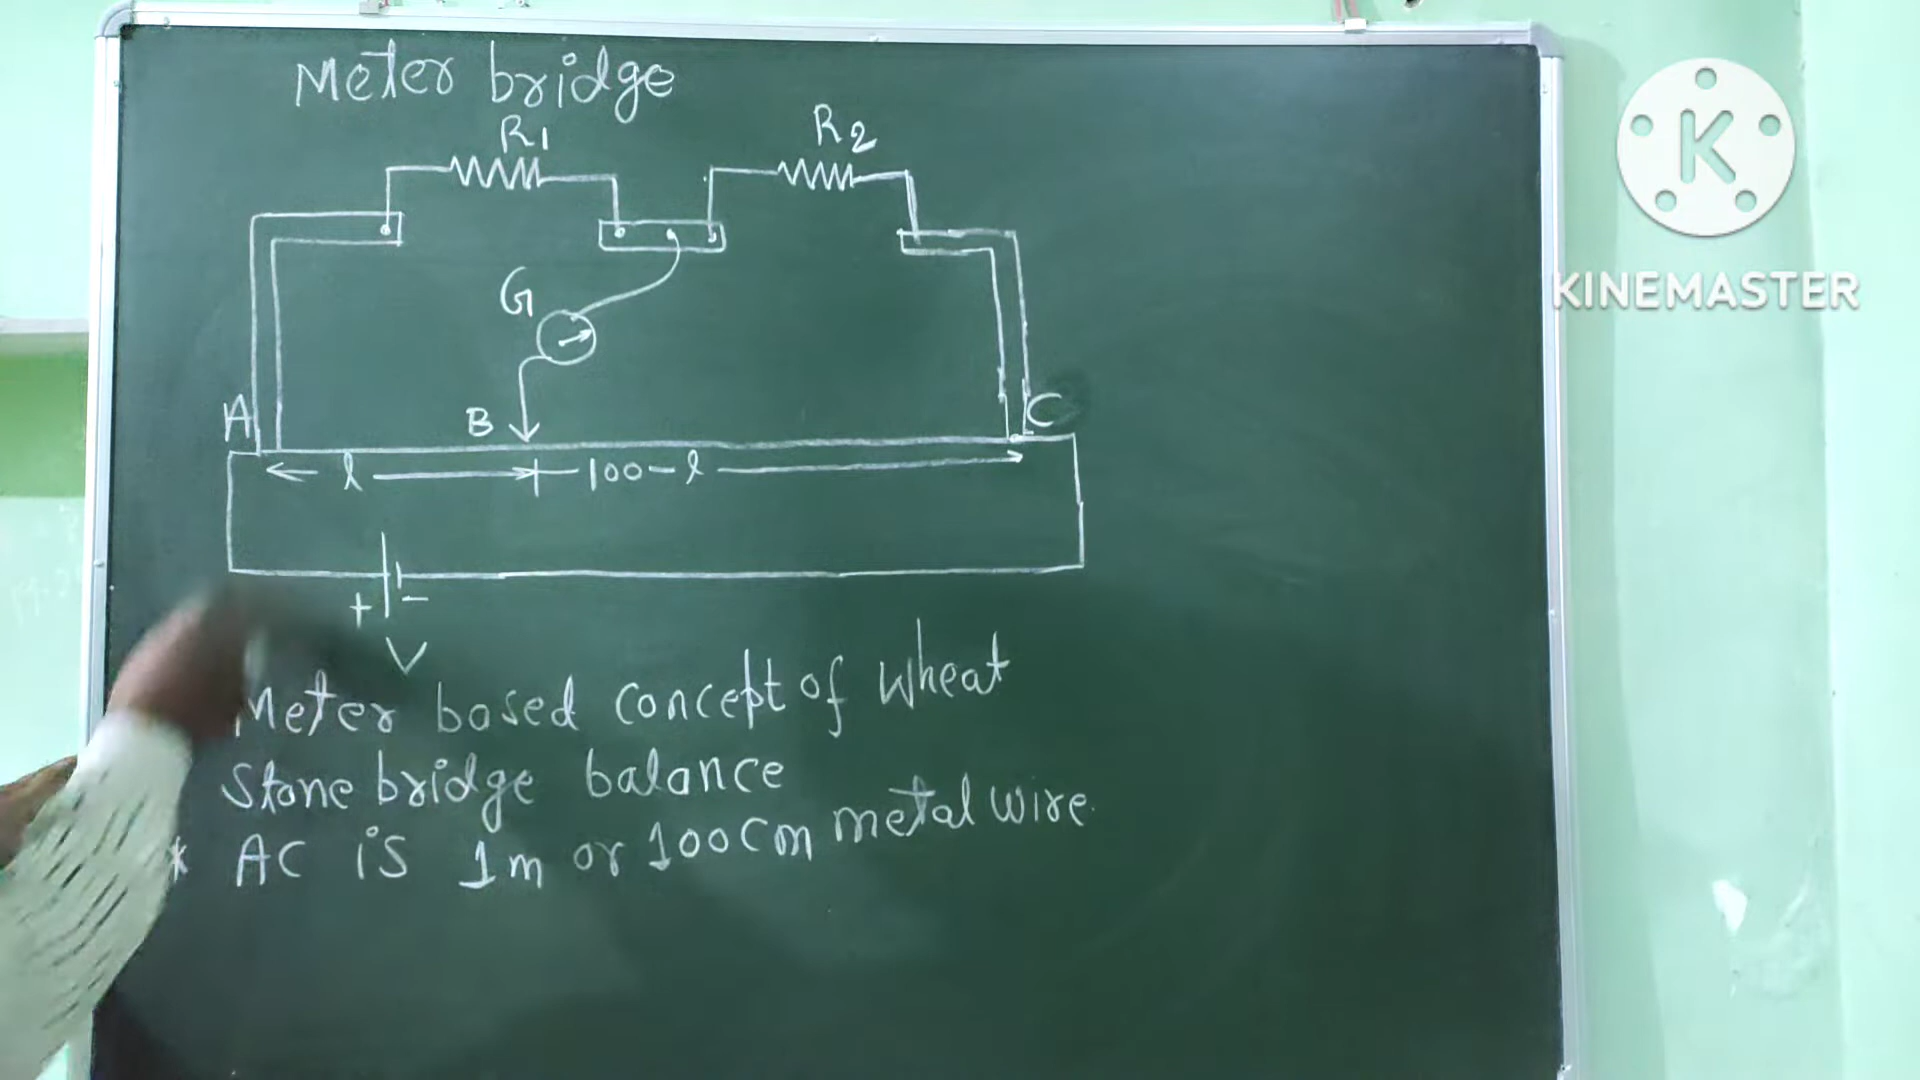 Meter bridge
R1
R2
G
A
B
C
l
100-l
+
-
V
Meter based concept of wheat
Stone bridge balance
* AC is 1m or 100cm metal wire.
K
KINEMASTER